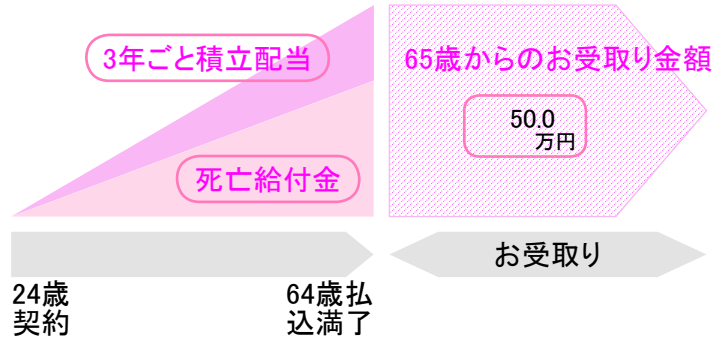 3年ごと積立配当
65歳からのお受取り金額
50.0
万円
死亡給付金
お受取り
24歳
契約
64歳払
込満了